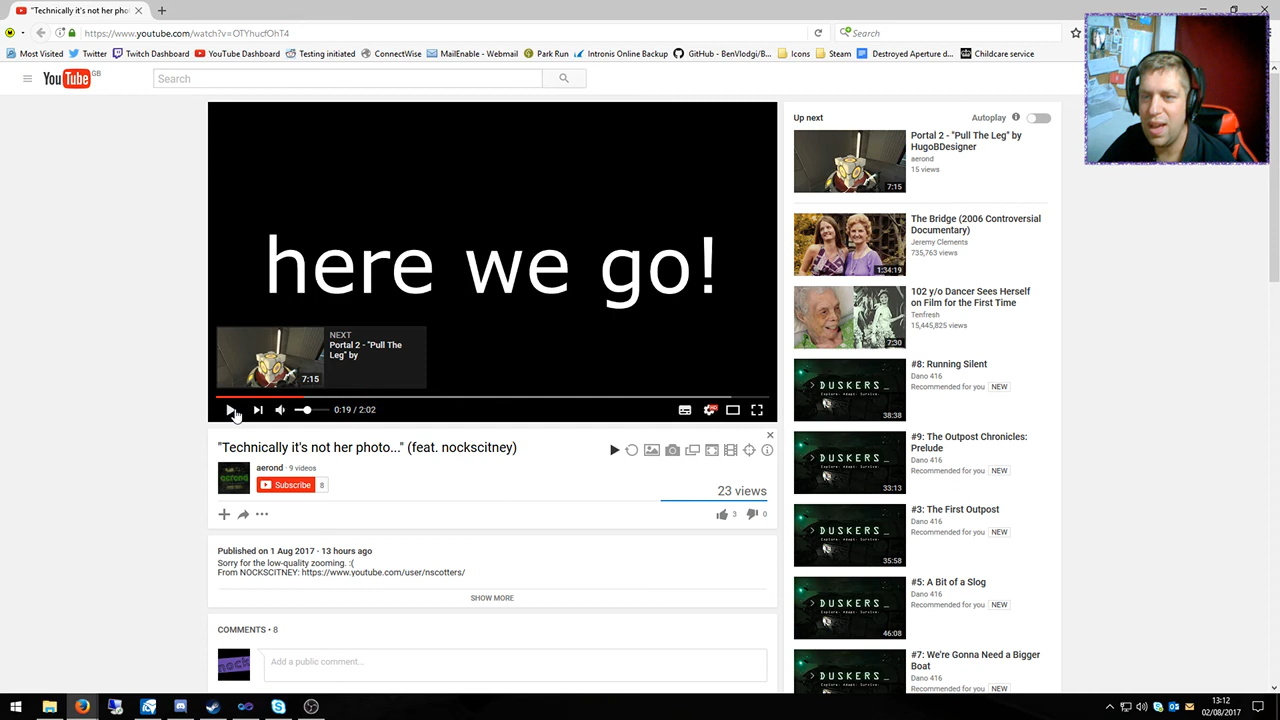 "Technically it's not her phot
https://www.youtube.com/watch?v=OTYhucfOhT4
Search
Most Visited
Twitter
Twitch Dashboard
YouTube Dashboard
Testing initiated
ConnectWise
MailEnable - Webmail
Park Run
Intronis Online Backup
GitHub - BenVlodgi/B...
Icons
Steam
Destroyed Aperture d...
Childcare service
YouTube GB
Search
here we go!
NEXT
Portal 2 - "Pull The
Leg" by
7:15
0:19 / 2:02
"Technically it's not her photo..." (feat. nockscitney)
aerond · 9 videos
Subscribe 8
23 views
3 0
Published on 1 Aug 2017 · 13 hours ago
Sorry for the low-quality zooming. :(
From NOCKSCITNEY: https://www.youtube.com/user/nscotters/
SHOW MORE
COMMENTS • 8
nock
Add a public comment...
Up next
Autoplay
Portal 2 - "Pull The Leg" by
HugoBDesigner
aerond
15 views
7:15
The Bridge (2006 Controversial
Documentary)
Jeremy Clements
735,763 views
1:34:19
102 y/o Dancer Sees Herself
on Film for the First Time
Tenfresh
15,445,825 views
7:30
#8: Running Silent
Dano 416
Recommended for you NEW
DUSKERS_
38:38
#9: The Outpost Chronicles:
Prelude
Dano 416
Recommended for you NEW
DUSKERS_
33:13
#3: The First Outpost
Dano 416
Recommended for you NEW
DUSKERS_
35:58
#5: A Bit of a Slog
Dano 416
Recommended for you NEW
DUSKERS_
46:08
#7: We're Gonna Need a Bigger
Boat
Dano 416
Recommended for you NEW
DUSKERS_
13:12
02/08/2017